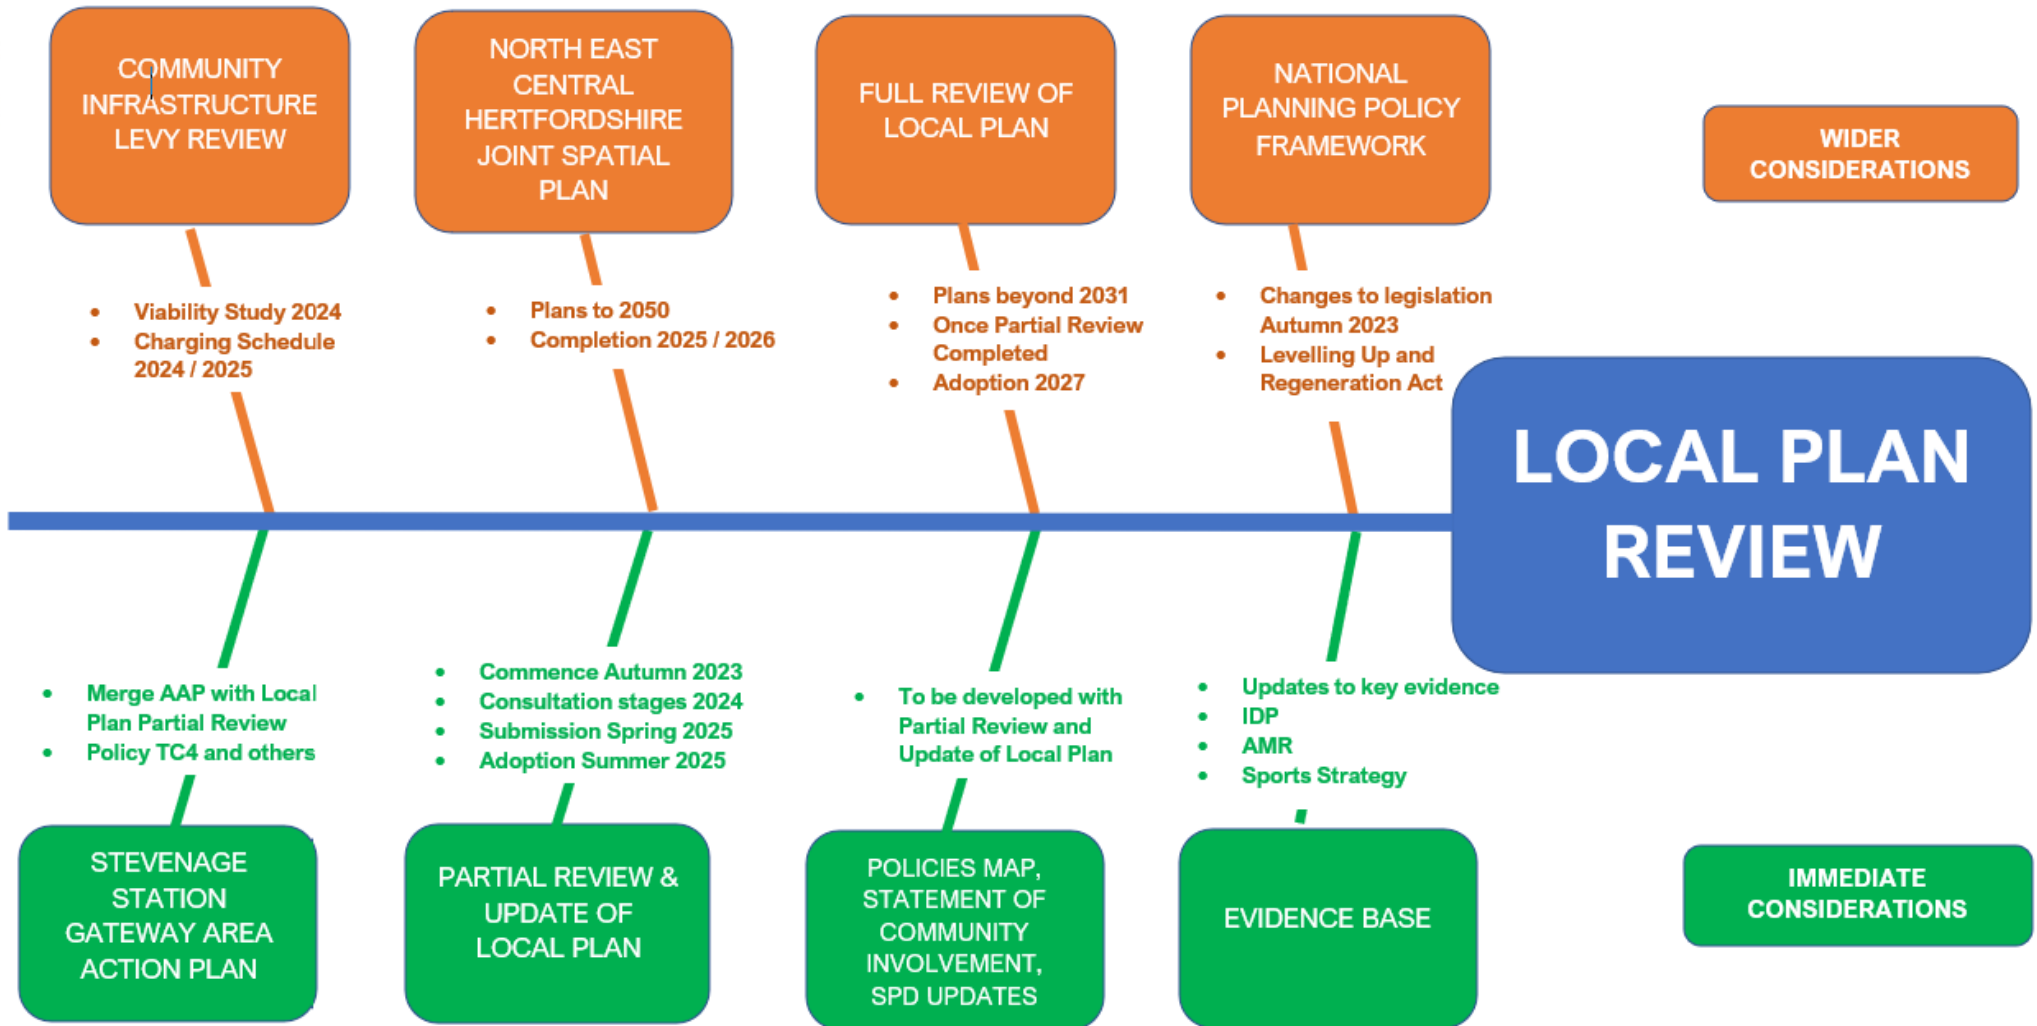 COMMUNITY
INFRASTRUCTURE
LEVY REVIEW
NORTH EAST
CENTRAL
HERTFORDSHIRE
JOINT SPATIAL
PLAN
FULL REVIEW OF
LOCAL PLAN
NATIONAL
PLANNING POLICY
FRAMEWORK
WIDER
CONSIDERATIONS
• Viability Study 2024
• Charging Schedule
2024 / 2025
• Plans to 2050
• Completion 2025 / 2026
• Plans beyond 2031
• Once Partial Review
Completed
• Adoption 2027
• Changes to legislation
Autumn 2023
• Levelling Up and
Regeneration Act
LOCAL PLAN
REVIEW
• Merge AAP with Local
Plan Partial Review
• Policy TC4 and others
• Commence Autumn 2023
• Consultation stages 2024
• Submission Spring 2025
• Adoption Summer 2025
• To be developed with
Partial Review and
Update of Local Plan
• Updates to key evidence
• IDP
• AMR
• Sports Strategy
STEVENAGE
STATION
GATEWAY AREA
ACTION PLAN
PARTIAL REVIEW &
UPDATE OF
LOCAL PLAN
POLICIES MAP,
STATEMENT OF
COMMUNITY
INVOLVEMENT,
SPD UPDATES
EVIDENCE BASE
IMMEDIATE
CONSIDERATIONS